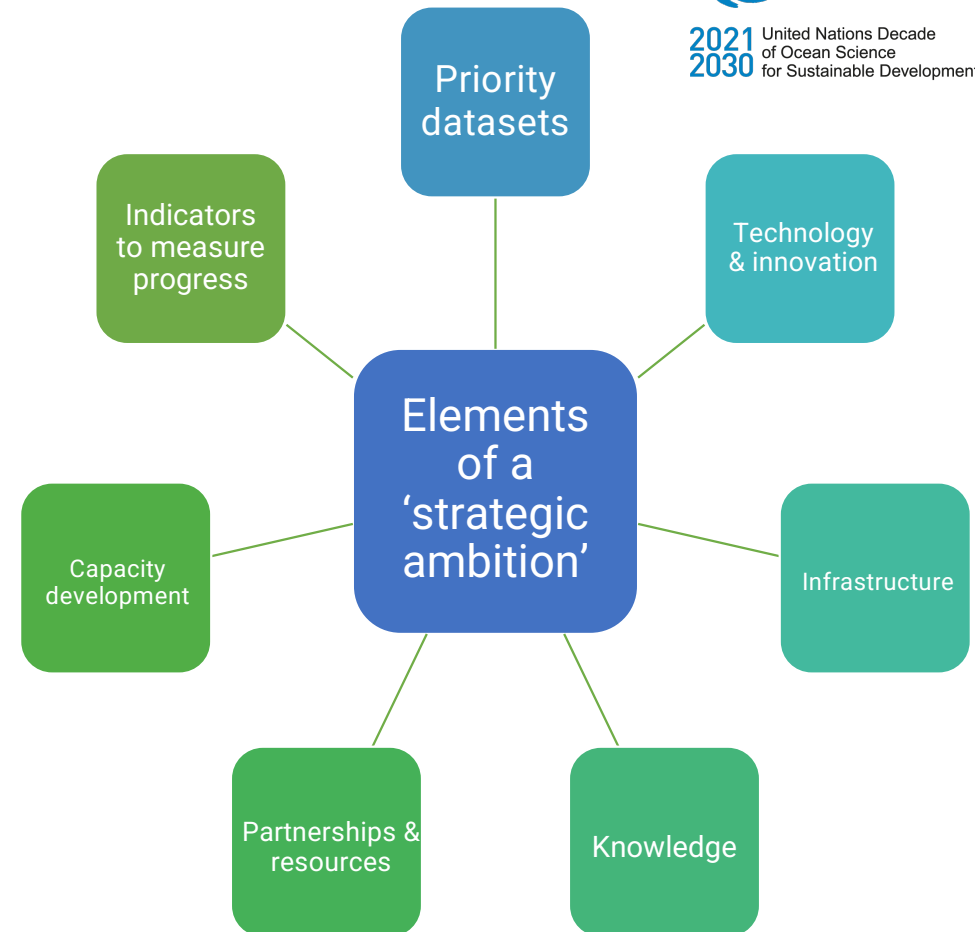 2021
2030
United Nations Decade
of Ocean Science
for Sustainable Development
Priority
datasets
Technology
& innovation
Infrastructure
Knowledge
Partnerships &
resources
Capacity
development
Indicators
to measure
progress
Elements
of a
‘strategic
ambition’